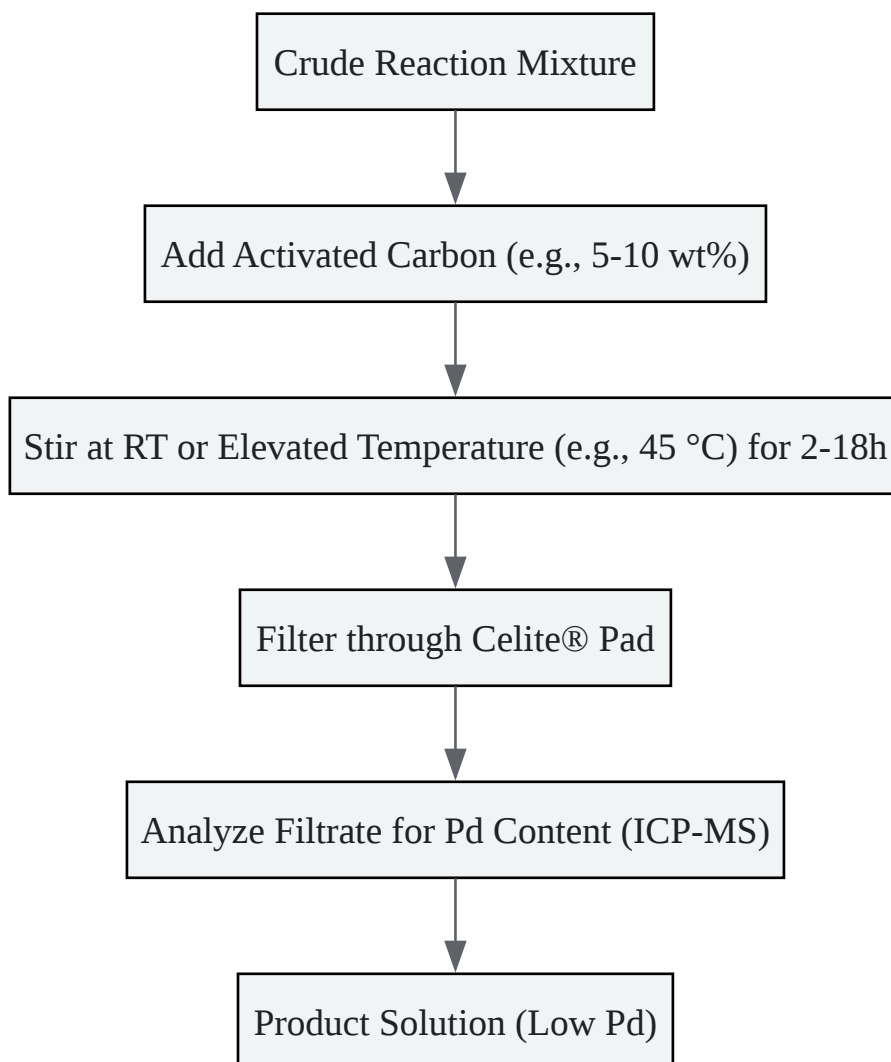 Crude Reaction Mixture
Add Activated Carbon (e.g., 5-10 wt%)
Stir at RT or Elevated Temperature (e.g., 45 °C) for 2-18h
Filter through Celite® Pad
Analyze Filtrate for Pd Content (ICP-MS)
Product Solution (Low Pd)